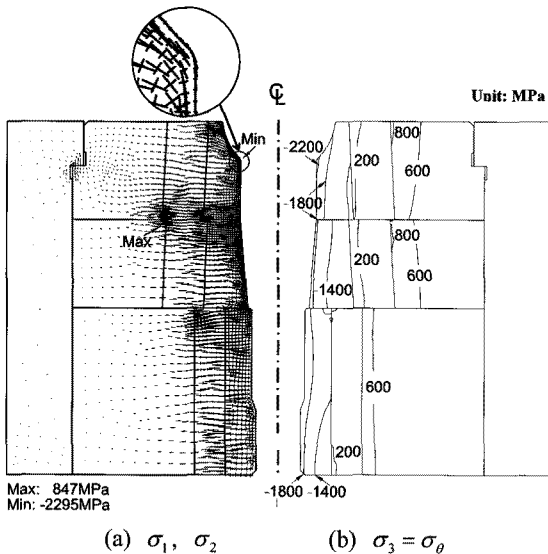 ℄
Unit: MPa
Min
Max
-2200
800
200
600
-1800
800
200
600
-1400
600
200
-1800 -1400
Max: 847MPa
Min: -2295MPa
(a) σ₁, σ₂
(b) σ₃ = σ_θ